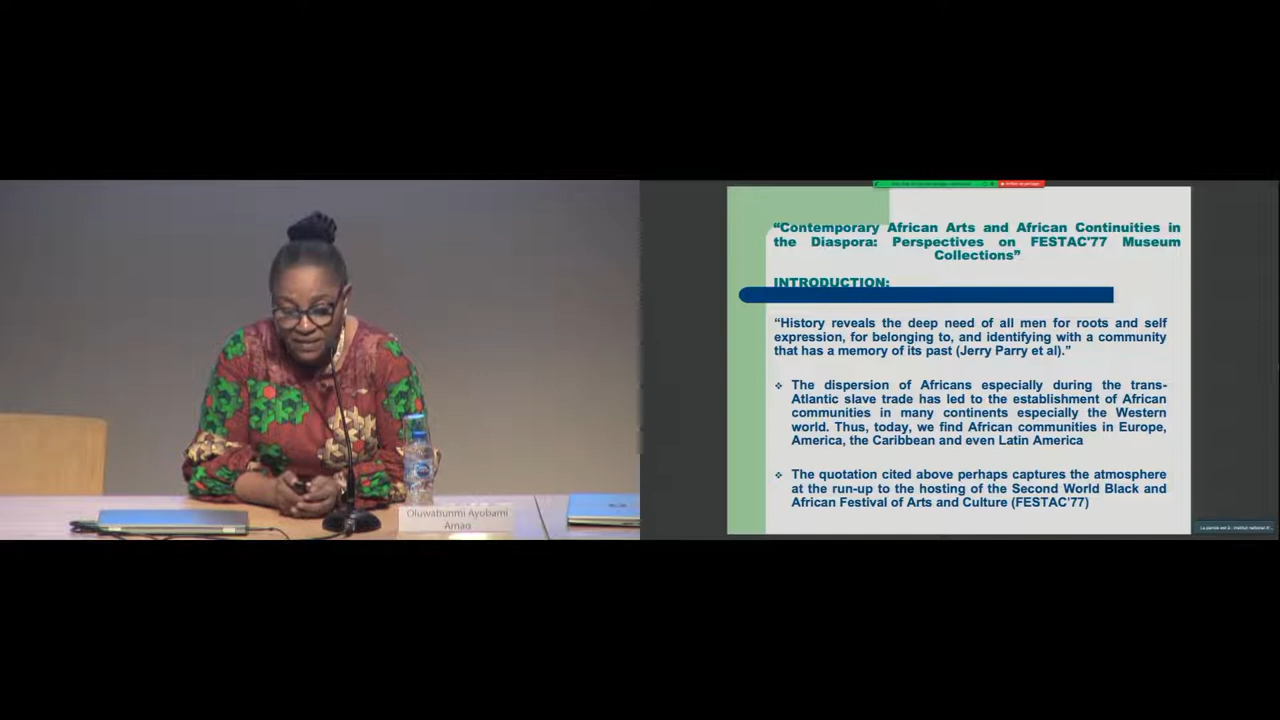 Oluwabunmi Ayobami
Amao
"Contemporary African Arts and African Continuities in
the Diaspora: Perspectives on FESTAC'77 Museum
Collections"
INTRODUCTION:
"History reveals the deep need of all men for roots and self
expression, for belonging to, and identifying with a community
that has a memory of its past (Jerry Parry et al)."
❖ The dispersion of Africans especially during the trans-
Atlantic slave trade has led to the establishment of African
communities in many continents especially the Western
world. Thus, today, we find African communities in Europe,
America, the Caribbean and even Latin America
❖ The quotation cited above perhaps captures the atmosphere
at the run-up to the hosting of the Second World Black and
African Festival of Arts and Culture (FESTAC'77)
La parole est à : Institut national d'...